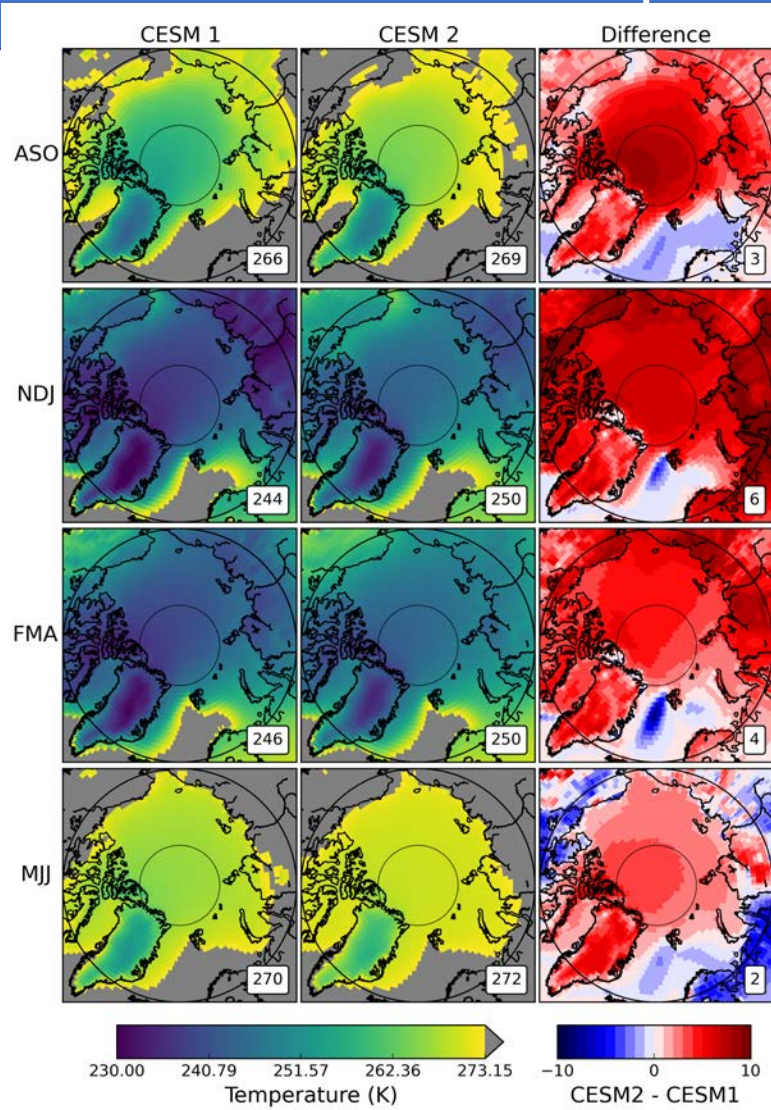 CESM 1 CESM 2 Difference
ASO
266 269 3
NDJ
244 250 6
FMA
246 250 4
MJJ
270 272 2
230.00 240.79 251.57 262.36 273.15 −10 0 10
Temperature (K) CESM2 - CESM1